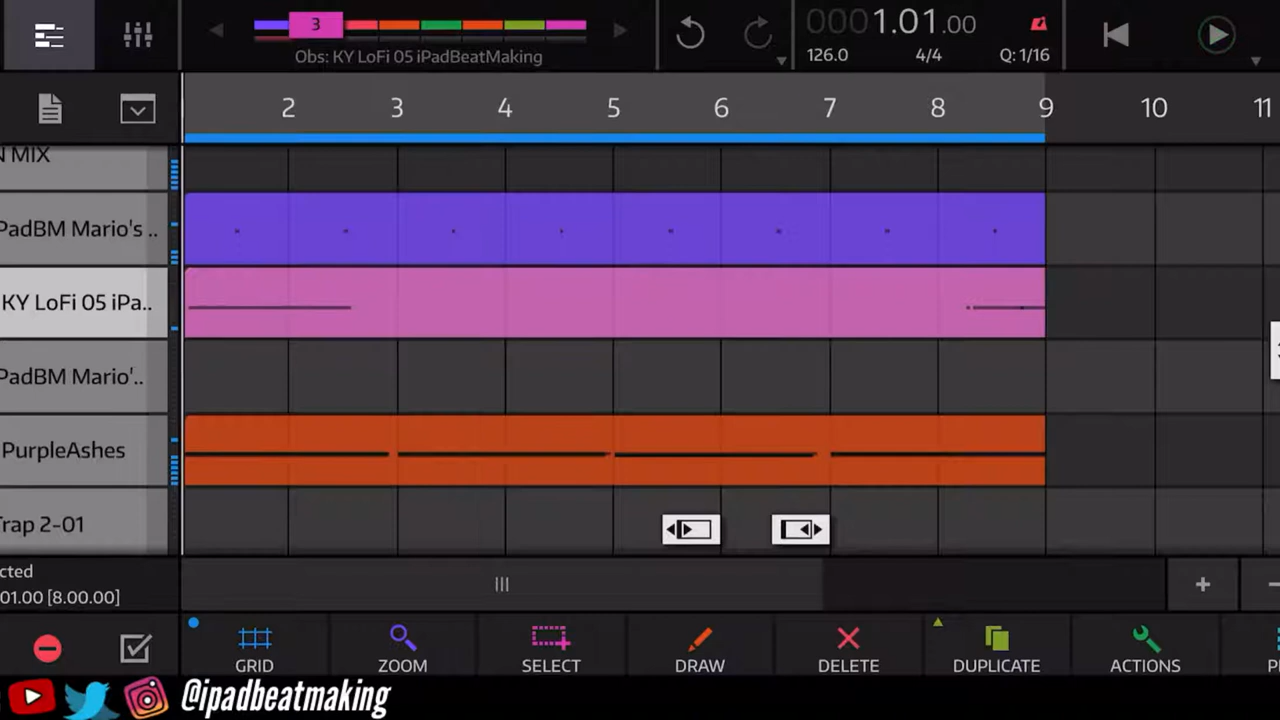 3
Obs: KY LoFi 05 iPadBeatMaking
0001.01.00
126.0 4/4 Q: 1/16
2 3 4 5 6 7 8 9 10 11
N MIX
PadBM Mario's ..
KY LoFi 05 iPa..
PadBM Mario'..
PurpleAshes
Trap 2-01
cted
01.00 [8.00.00]
+ −
GRID ZOOM SELECT DRAW DELETE DUPLICATE ACTIONS
@ipadbeatmaking